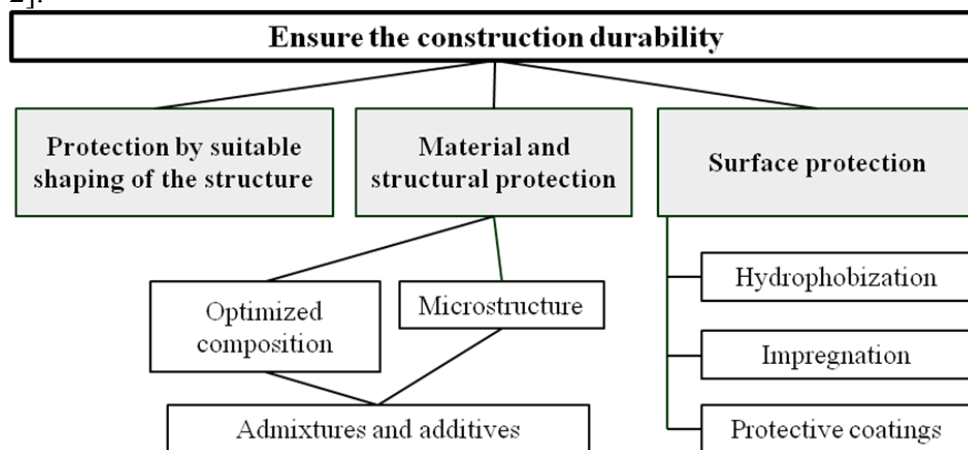 2].
Ensure the construction durability
Protection by suitable
shaping of the structure
Material and
structural protection
Surface protection
Optimized
composition
Microstructure
Admixtures and additives
Hydrophobization
Impregnation
Protective coatings